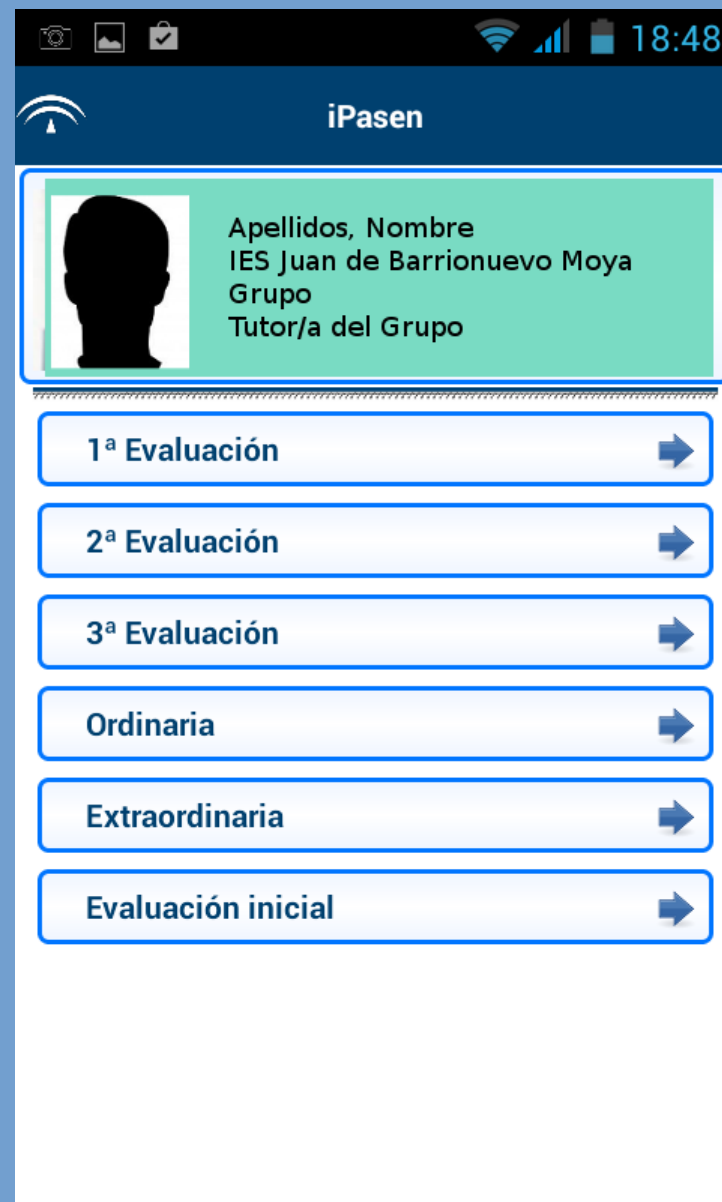 18:48
iPasen
Apellidos, Nombre
IES Juan de Barrionuevo Moya
Grupo
Tutor/a del Grupo
1ª Evaluación
2ª Evaluación
3ª Evaluación
Ordinaria
Extraordinaria
Evaluación inicial